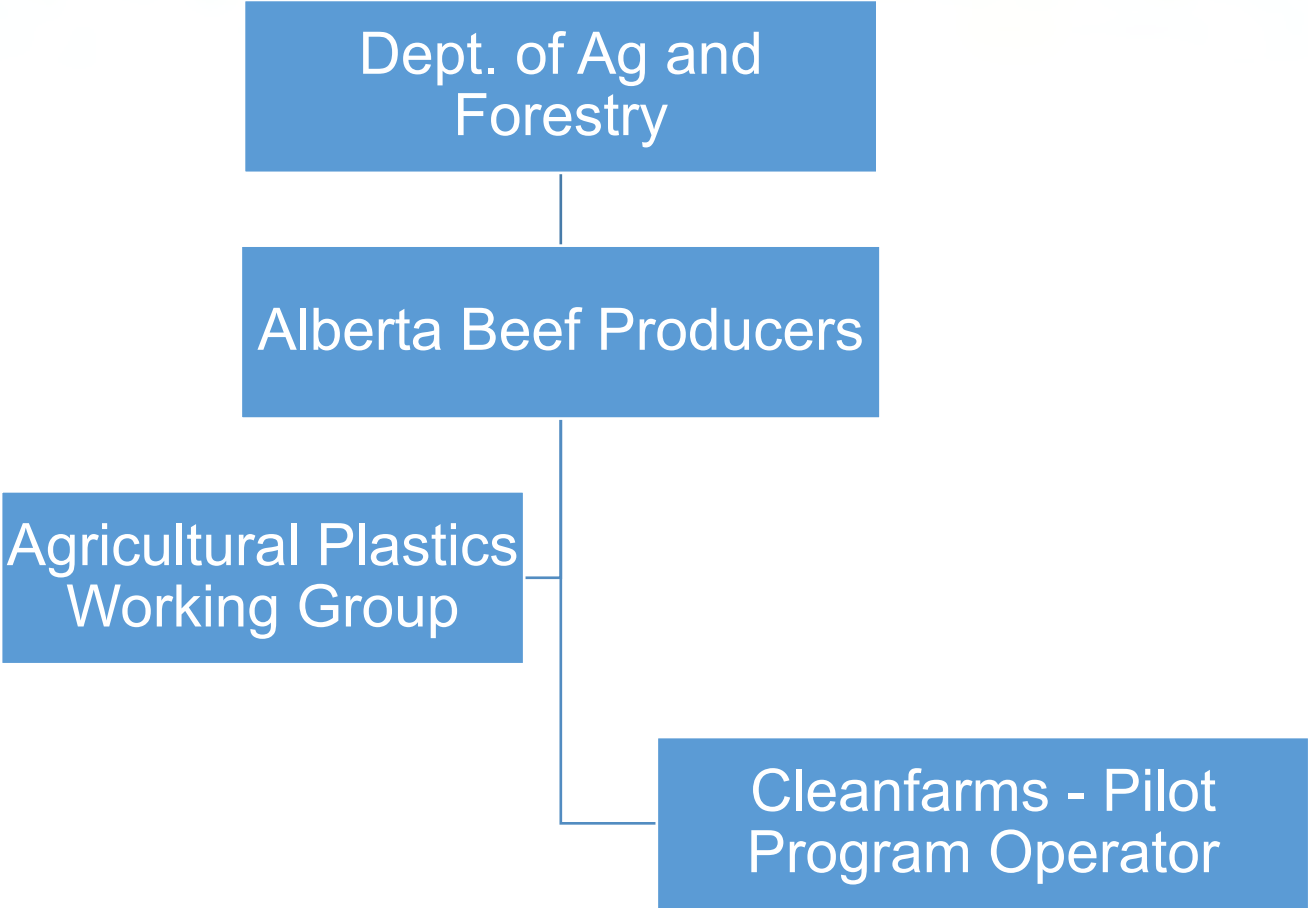 Dept. of Ag and
Forestry
Alberta Beef Producers
Agricultural Plastics
Working Group
Cleanfarms - Pilot
Program Operator